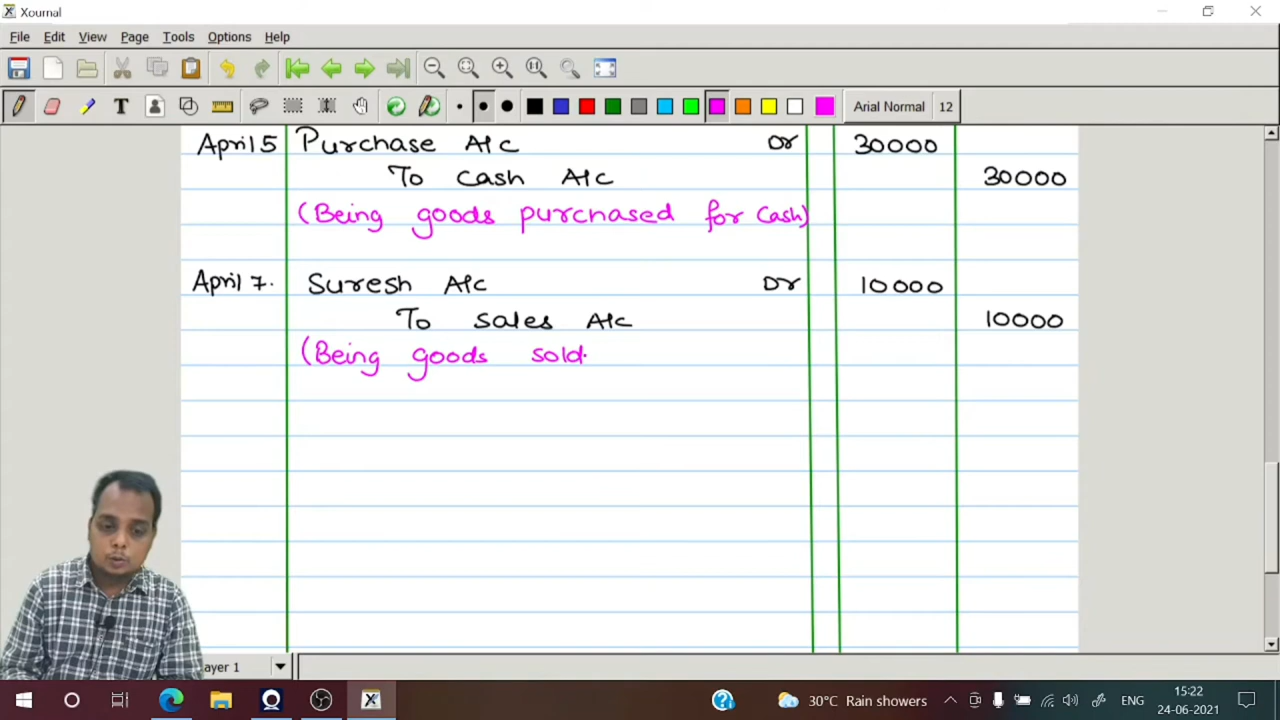 Xournal
File Edit View Page Tools Options Help
Arial Normal 12
April 5 Purchase A/c Dr 30000
To Cash A/c 30000
(Being goods purchased for Cash)
April 7. Suresh A/c Dr 10000
To Sales A/c 10000
(Being goods sold
ayer 1
30°C Rain showers ENG 15:22
24-06-2021